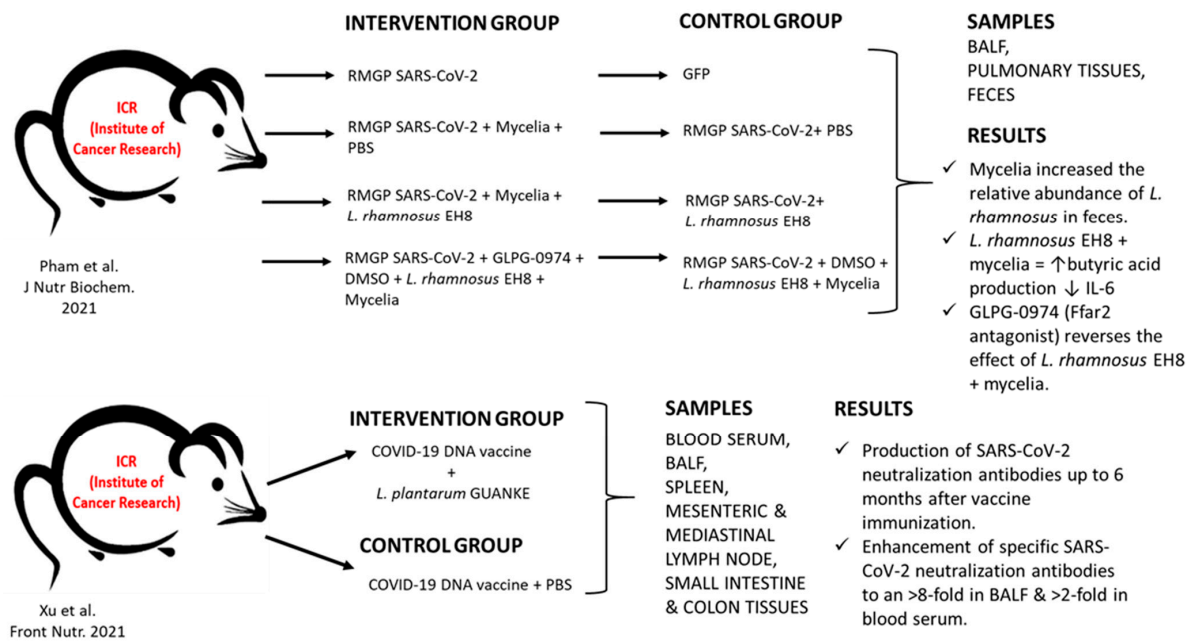 INTERVENTION GROUP
CONTROL GROUP
SAMPLES
BALF,
PULMONARY TISSUES,
FECES
ICR
(Institute of
Cancer Research)
RMGP SARS-CoV-2
GFP
RMGP SARS-CoV-2 + Mycelia +
PBS
RMGP SARS-CoV-2+ PBS
RMGP SARS-CoV-2 + Mycelia +
L. rhamnosus EH8
RMGP SARS-CoV-2+
L. rhamnosus EH8
RMGP SARS-CoV-2 + GLPG-0974 +
DMSO + L. rhamnosus EH8 +
Mycelia
RMGP SARS-CoV-2 + DMSO +
L. rhamnosus EH8 + Mycelia
Pham et al.
J Nutr Biochem.
2021
RESULTS
✓ Mycelia increased the
relative abundance of L.
rhamnosus in feces.
✓ L. rhamnosus EH8 +
mycelia = ↑butyric acid
production ↓ IL-6
✓ GLPG-0974 (Ffar2
antagonist) reverses the
effect of L. rhamnosus EH8
+ mycelia.
ICR
(Institute of
Cancer Research)
Xu et al.
Front Nutr. 2021
INTERVENTION GROUP
COVID-19 DNA vaccine
+
L. plantarum GUANKE
CONTROL GROUP
COVID-19 DNA vaccine + PBS
SAMPLES
BLOOD SERUM,
BALF,
SPLEEN,
MESENTERIC &
MEDIASTINAL
LYMPH NODE,
SMALL INTESTINE
& COLON TISSUES
RESULTS
✓ Production of SARS-CoV-2
neutralization antibodies up to 6
months after vaccine
immunization.
✓ Enhancement of specific SARS-
CoV-2 neutralization antibodies
to an >8-fold in BALF & >2-fold in
blood serum.